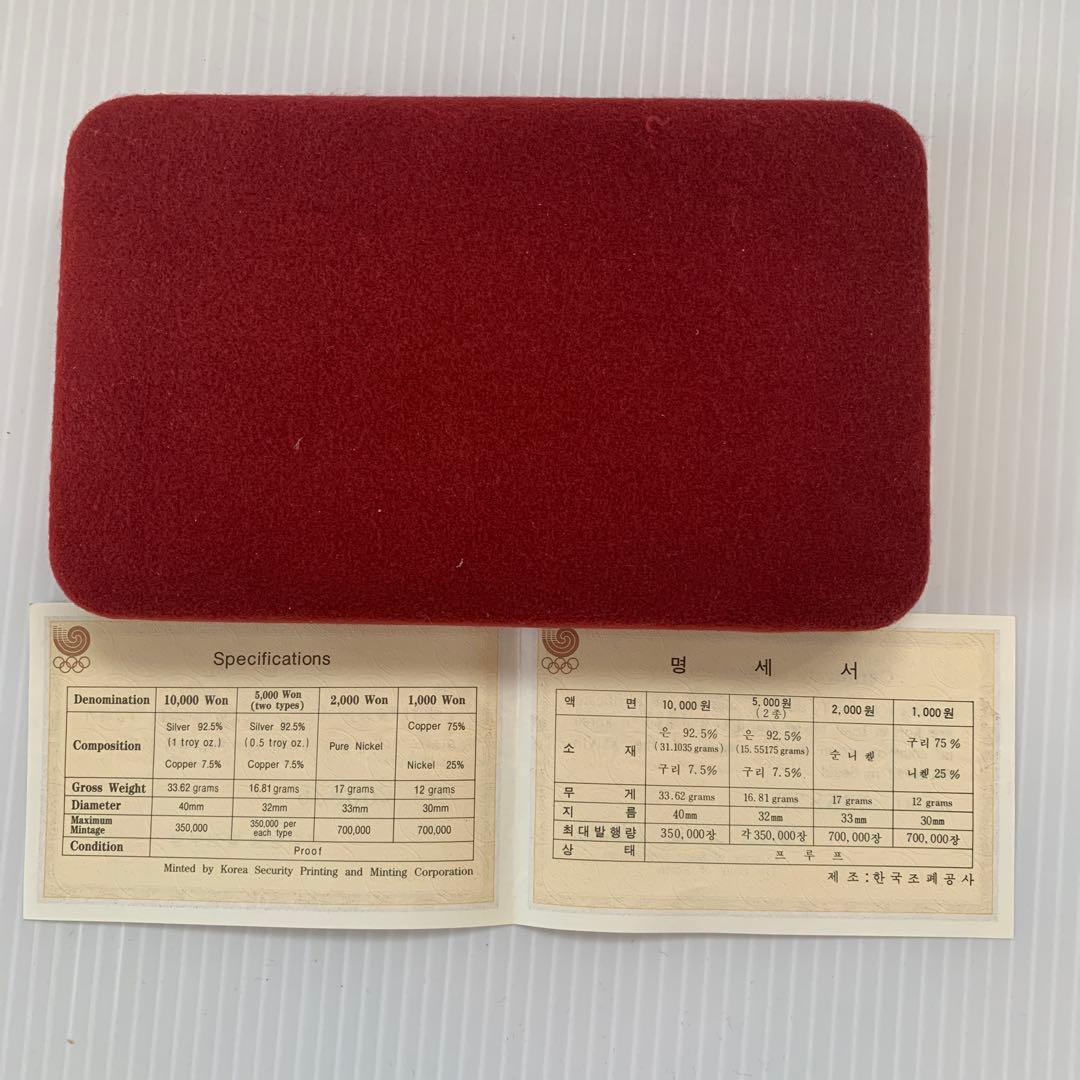 Specifications
Denomination 10,000 Won 5,000 Won (two types) 2,000 Won 1,000 Won
Composition Silver 92.5% (1 troy oz.) Copper 7.5% Silver 92.5% (0.5 troy oz.) Copper 7.5% Pure Nickel Copper 75% Nickel 25%
Gross Weight 33.62 grams 16.81 grams 17 grams 12 grams
Diameter 40mm 32mm 33mm 30mm
Maximum Mintage 350,000 350,000 per each type 700,000 700,000
Condition Proof
Minted by Korea Security Printing and Minting Corporation
명 세 서
액 면 10,000원 5,000원 (2종) 2,000원 1,000원
소 재 은 92.5% (31.1035 grams) 구리 7.5% 은 92.5% (15.55175 grams) 구리 7.5% 순니켈 구리 75% 니켈 25%
무 게 33.62 grams 16.81 grams 17 grams 12 grams
지 름 40mm 32mm 33mm 30mm
최대발행량 350,000장 각350,000장 700,000장 700,000장
상 태 프 루 프
제 조 : 한국조폐공사